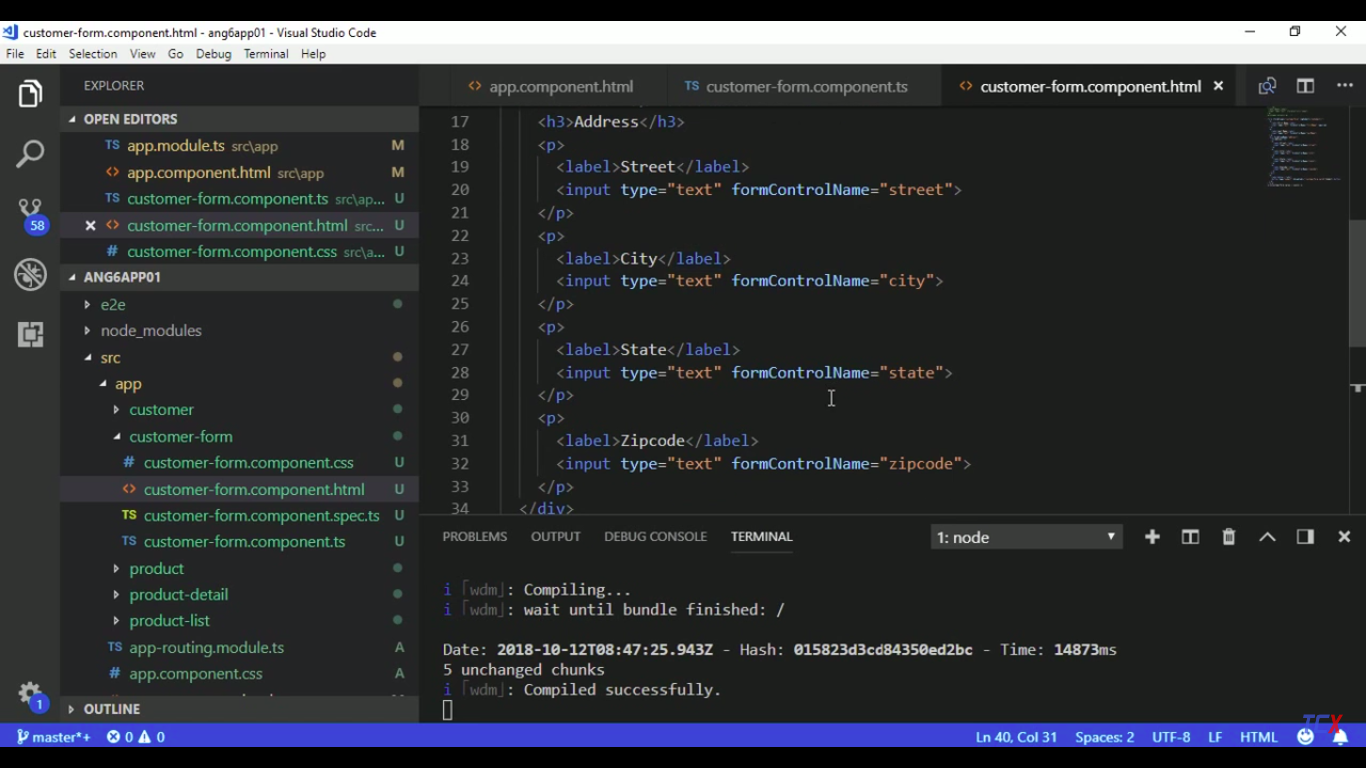 customer-form.component.html - ang6app01 - Visual Studio Code
File Edit Selection View Go Debug Terminal Help
EXPLORER
OPEN EDITORS
TS app.module.ts src\app M
<> app.component.html src\app M
TS customer-form.component.ts src\ap... U
<> customer-form.component.html src... U
# customer-form.component.css src\a... U
ANG6APP01
e2e
node_modules
src
app
customer
customer-form
# customer-form.component.css U
<> customer-form.component.html U
TS customer-form.component.spec.ts U
TS customer-form.component.ts U
product
product-detail
product-list
TS app-routing.module.ts A
# app.component.css A
OUTLINE
58
1
<> app.component.html
TS customer-form.component.ts
<> customer-form.component.html
17 <h3>Address</h3>
18 <p>
19 <label>Street</label>
20 <input type="text" formControlName="street">
21 </p>
22 <p>
23 <label>City</label>
24 <input type="text" formControlName="city">
25 </p>
26 <p>
27 <label>State</label>
28 <input type="text" formControlName="state">
29 </p>
30 <p>
31 <label>Zipcode</label>
32 <input type="text" formControlName="zipcode">
33 </p>
34 </div>
PROBLEMS OUTPUT DEBUG CONSOLE TERMINAL 1: node
i ｢wdm｣: Compiling...
i ｢wdm｣: wait until bundle finished: /
Date: 2018-10-12T08:47:25.943Z - Hash: 015823d3cd84350ed2bc - Time: 14873ms
5 unchanged chunks
i ｢wdm｣: Compiled successfully.
master*+ 0 0 Ln 40, Col 31 Spaces: 2 UTF-8 LF HTML